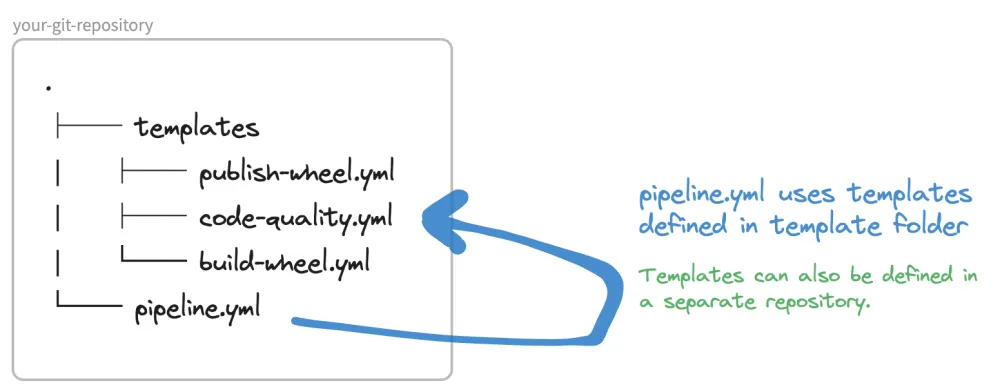 your-git-repository
.
templates
publish-wheel.yml
code-quality.yml
build-wheel.yml
pipeline.yml
pipeline.yml uses templates
defined in template folder
Templates can also be defined in
a separate repository.